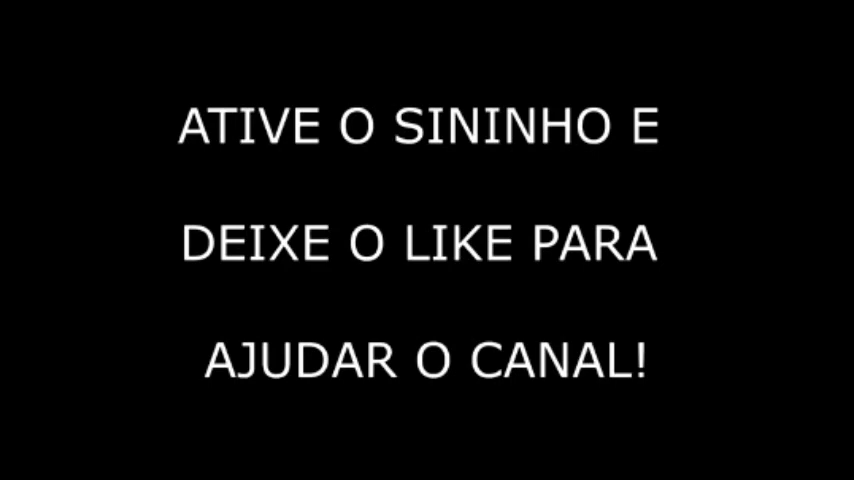 ATIVE O SININHO E
DEIXE O LIKE PARA
AJUDAR O CANAL!